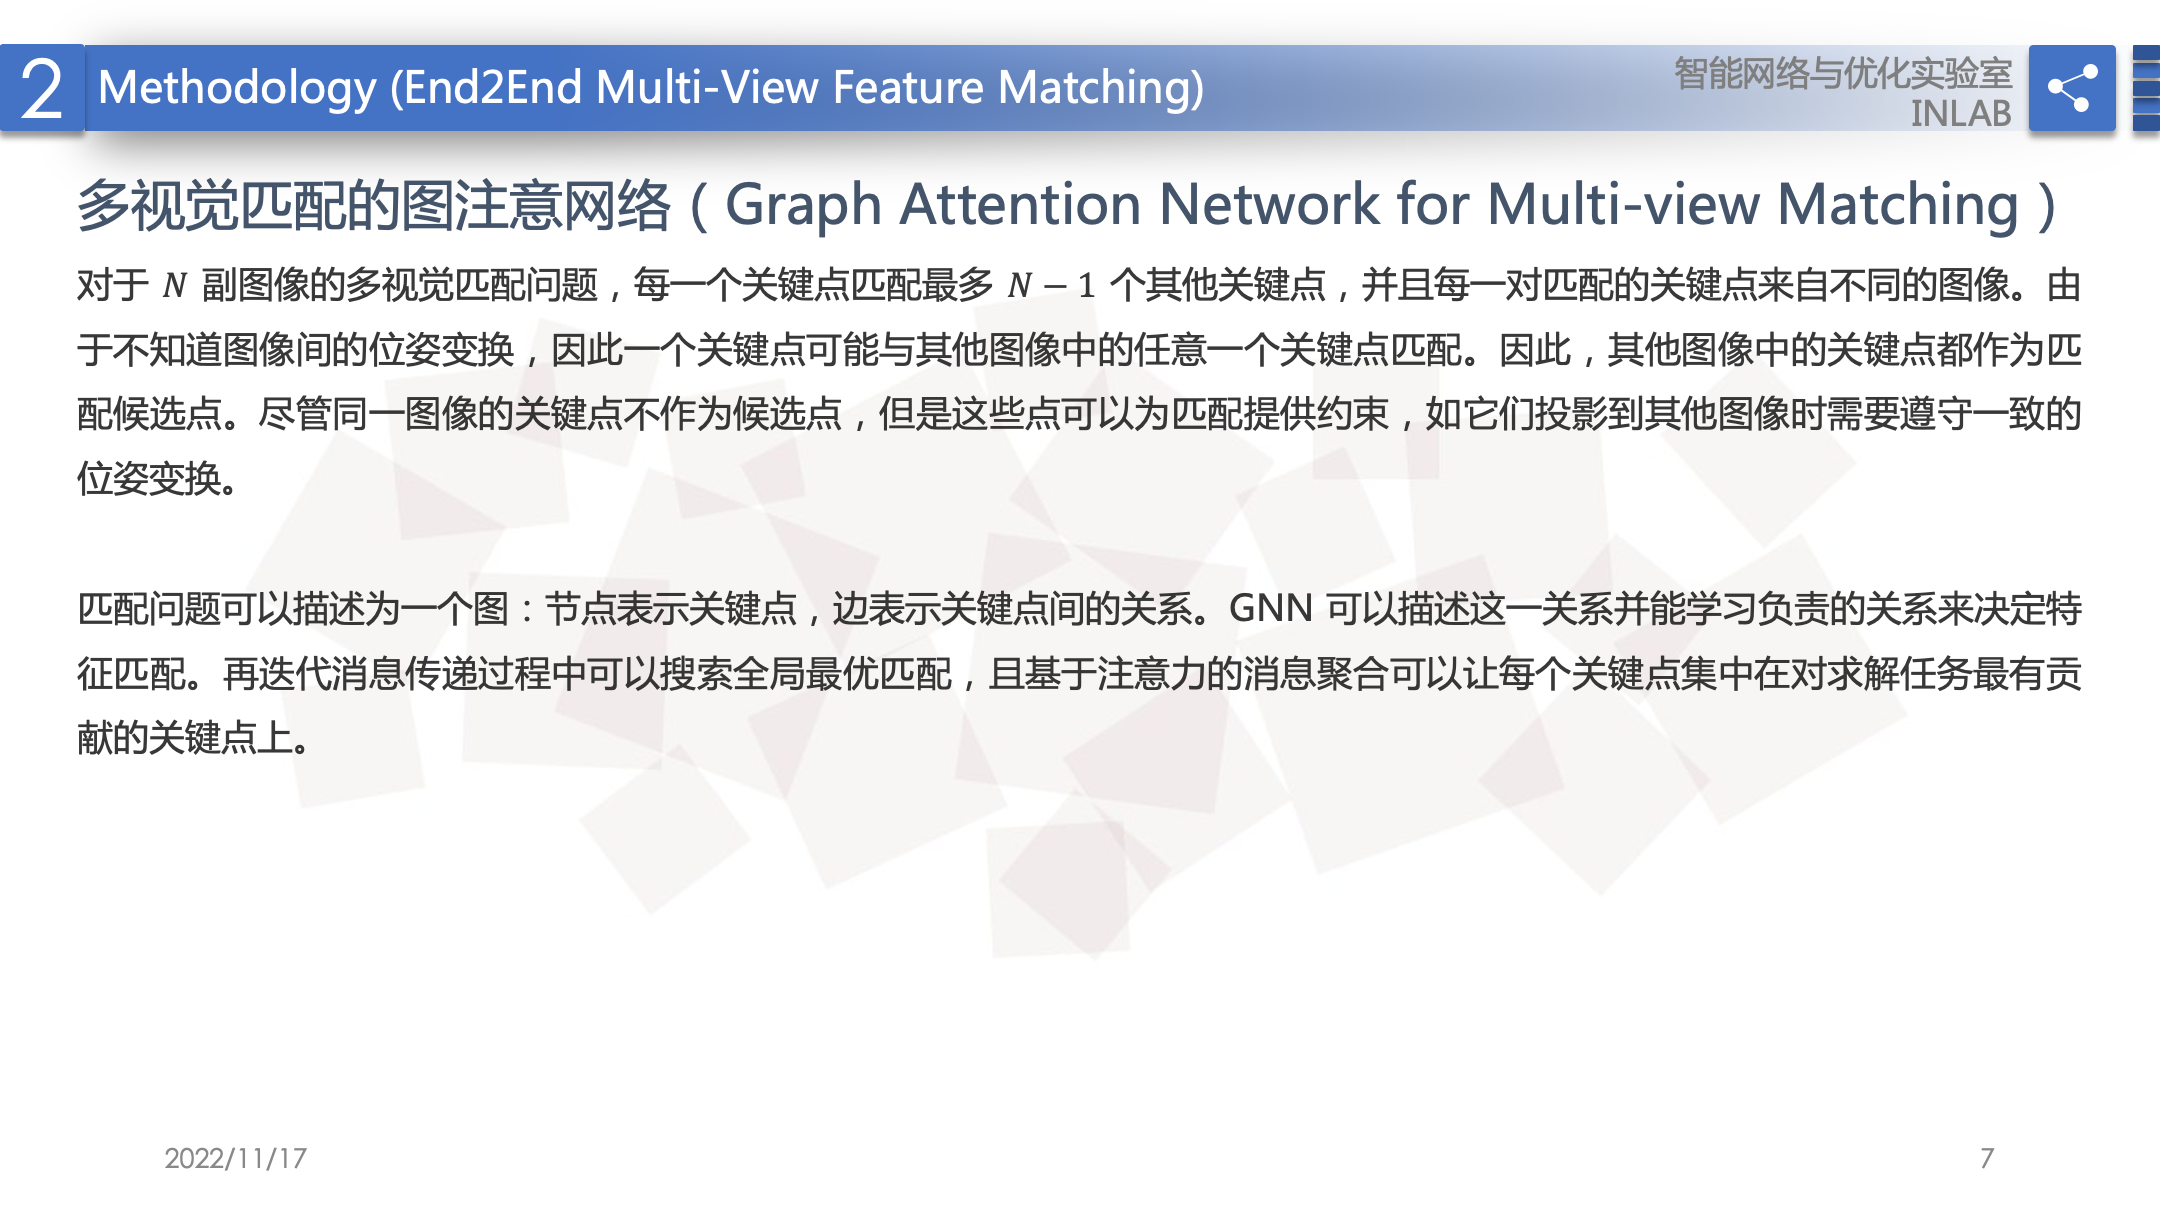 2
Methodology (End2End Multi-View Feature Matching)
智能网络与优化实验室
INLAB
多视觉匹配的图注意网络（Graph Attention Network for Multi-view Matching）
对于 N 副图像的多视觉匹配问题，每一个关键点匹配最多 N − 1 个其他关键点，并且每一对匹配的关键点来自不同的图像。由
于不知道图像间的位姿变换，因此一个关键点可能与其他图像中的任意一个关键点匹配。因此，其他图像中的关键点都作为匹
配候选点。尽管同一图像的关键点不作为候选点，但是这些点可以为匹配提供约束，如它们投影到其他图像时需要遵守一致的
位姿变换。
匹配问题可以描述为一个图：节点表示关键点，边表示关键点间的关系。GNN 可以描述这一关系并能学习负责的关系来决定特
征匹配。再迭代消息传递过程中可以搜索全局最优匹配，且基于注意力的消息聚合可以让每个关键点集中在对求解任务最有贡
献的关键点上。
2022/11/17
7